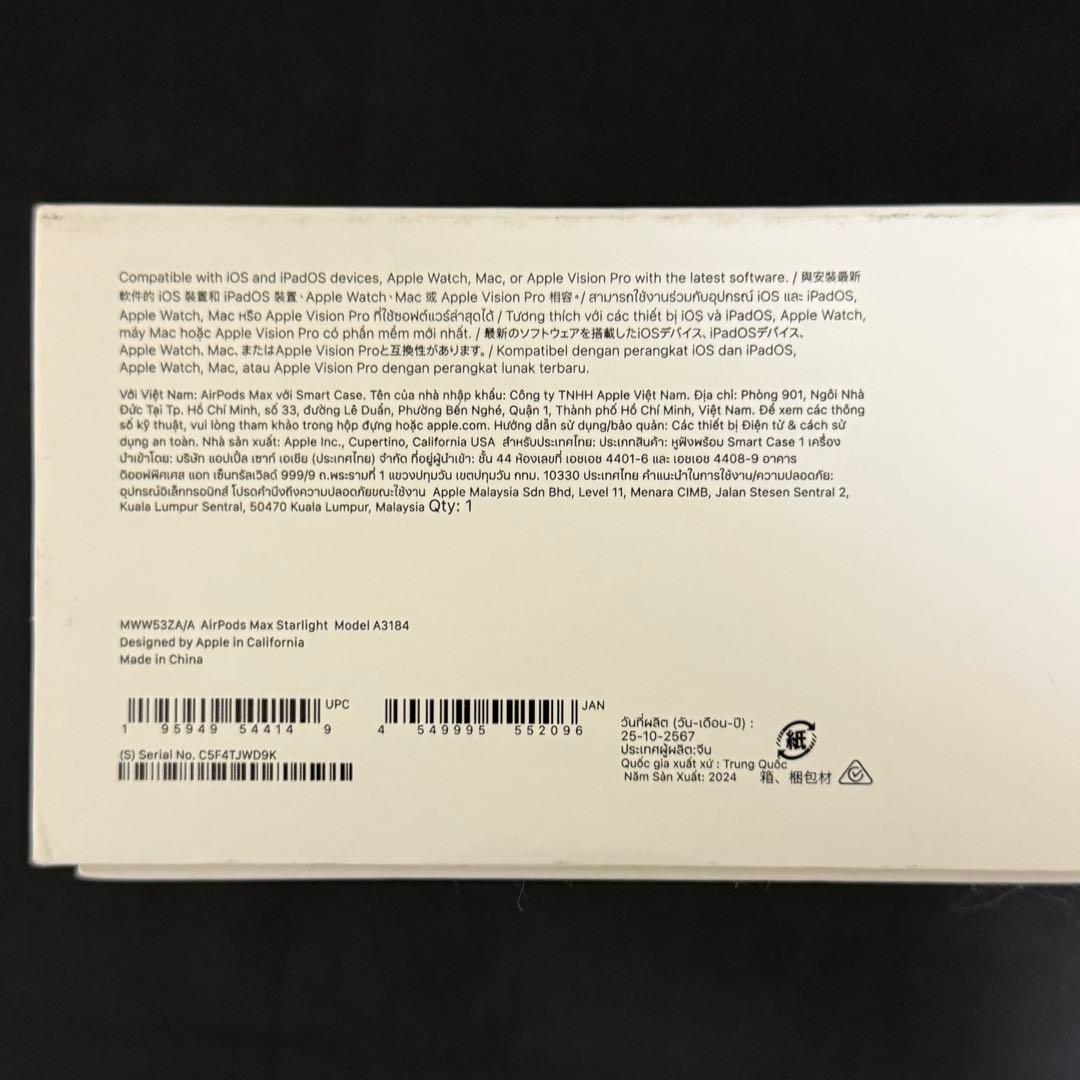 Compatible with iOS and iPadOS devices, Apple Watch, Mac, or Apple Vision Pro with the latest software. / 與安裝最新
軟件的 iOS 裝置和 iPadOS 裝置、Apple Watch、Mac 或 Apple Vision Pro 相容。/ สามารถใช้งานร่วมกับอุปกรณ์ iOS และ iPadOS,
Apple Watch, Mac หรือ Apple Vision Pro ที่ใช้ซอฟต์แวร์ล่าสุดได้ / Tương thích với các thiết bị iOS và iPadOS, Apple Watch,
máy Mac hoặc Apple Vision Pro có phần mềm mới nhất. / 最新のソフトウェアを搭載したiOSデバイス、iPadOSデバイス、
Apple Watch、Mac、またはApple Vision Proと互換性があります。/ Kompatibel dengan perangkat iOS dan iPadOS,
Apple Watch, Mac, atau Apple Vision Pro dengan perangkat lunak terbaru.
Với Việt Nam: AirPods Max với Smart Case. Tên của nhà nhập khẩu: Công ty TNHH Apple Việt Nam. Địa chỉ: Phòng 901, Ngôi Nhà
Đức Tại Tp. Hồ Chí Minh, số 33, đường Lê Duẩn, Phường Bến Nghé, Quận 1, Thành phố Hồ Chí Minh, Việt Nam. Để xem các thông
số kỹ thuật, vui lòng tham khảo trong hộp đựng hoặc apple.com. Hướng dẫn sử dụng/bảo quản: Các thiết bị Điện tử & cách sử
dụng an toàn. Nhà sản xuất: Apple Inc., Cupertino, California USA สำหรับประเทศไทย: ประเภทสินค้า: หูฟังพร้อม Smart Case 1 เครื่อง
นำเข้าโดย: บริษัท แอปเปิ้ล เซาท์ เอเชีย (ประเทศไทย) จำกัด ที่อยู่ผู้นำเข้า: ชั้น 44 ห้องเลขที่ เอชเอช 4401-6 และ เอชเอช 4408-9 อาคาร
ดิออฟฟิศเศส แอท เซ็นทรัลเวิลด์ 999/9 ถ.พระรามที่ 1 แขวงปทุมวัน เขตปทุมวัน กทม. 10330 ประเทศไทย คำแนะนำในการใช้งาน/ความปลอดภัย:
อุปกรณ์อิเล็กทรอนิกส์ โปรดคำนึงถึงความปลอดภัยขณะใช้งาน Apple Malaysia Sdn Bhd, Level 11, Menara CIMB, Jalan Stesen Sentral 2,
Kuala Lumpur Sentral, 50470 Kuala Lumpur, Malaysia Qty: 1
MWW53ZA/A AirPods Max Starlight Model A3184
Designed by Apple in California
Made in China
UPC
1 95949 54414 9
JAN
4 549995 552096
(S) Serial No. C5F4TJWD9K
วันที่ผลิต (วัน-เดือน-ปี) :
25-10-2567
ประเทศผู้ผลิต:จีน
Quốc gia xuất xứ : Trung Quốc
Năm Sản Xuất: 2024
紙
箱、梱包材